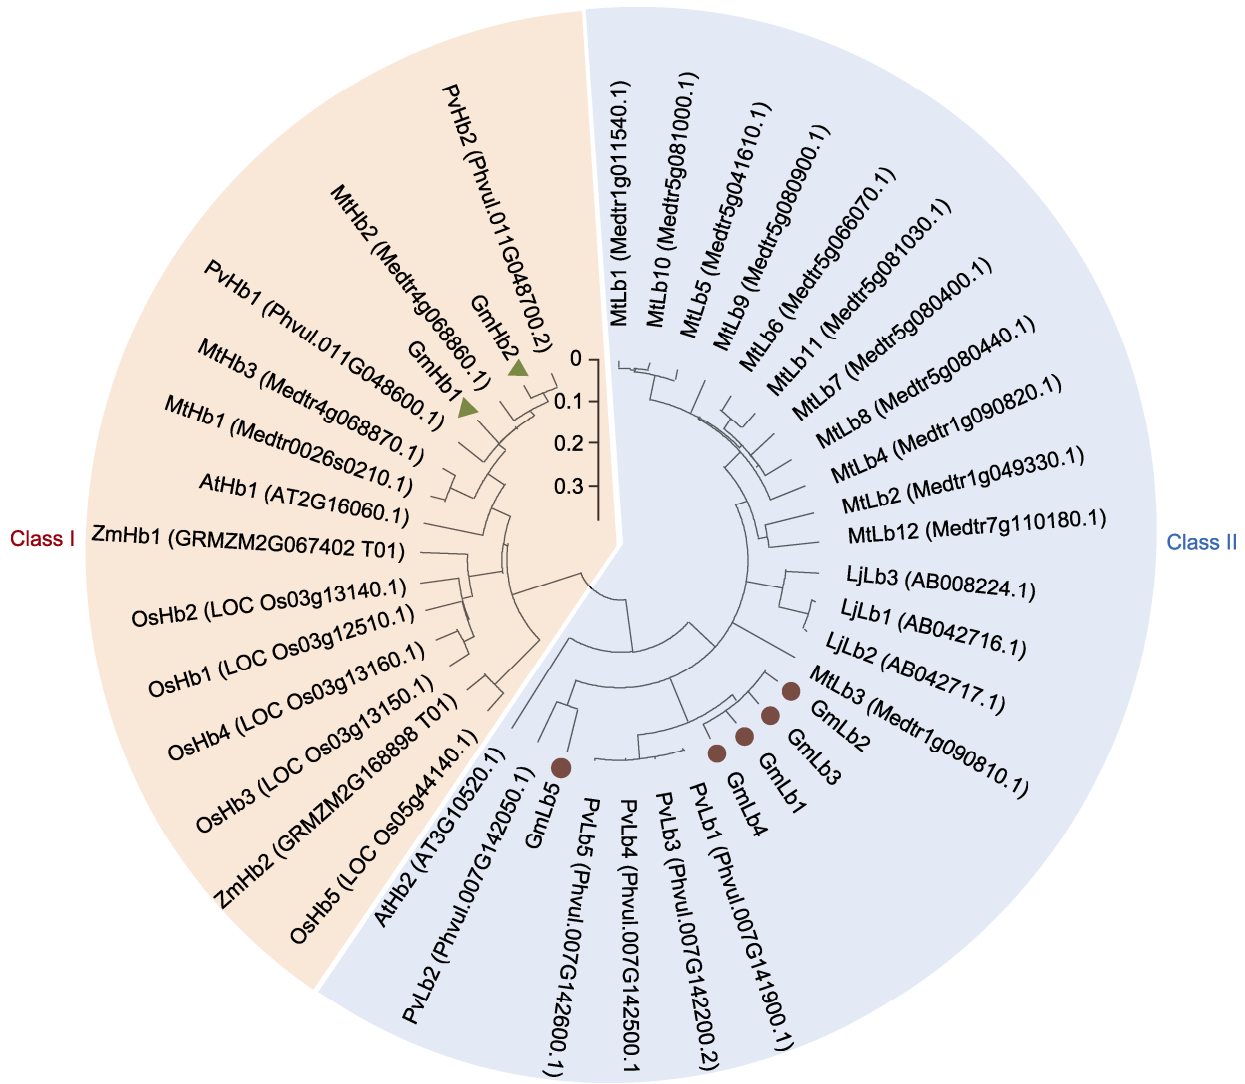 Class I
Class II
0
0.1
0.2
0.3
MtLb1 (Medtr1g011540.1)
MtLb10 (Medtr5g081000.1)
MtLb5 (Medtr5g041610.1)
MtLb9 (Medtr5g080900.1)
MtLb6 (Medtr5g066070.1)
MtLb11 (Medtr5g081030.1)
MtLb7 (Medtr5g080400.1)
MtLb8 (Medtr5g080440.1)
MtLb4 (Medtr1g090820.1)
MtLb2 (Medtr1g049330.1)
MtLb12 (Medtr7g110180.1)
LjLb3 (AB008224.1)
LjLb1 (AB042716.1)
LjLb2 (AB042717.1)
MtLb3 (Medtr1g090810.1)
GmLb2
GmLb3
GmLb1
GmLb4
PvLb1 (Phvul.007G141900.1)
PvLb3 (Phvul.007G142200.2)
PvLb4 (Phvul.007G142500.1
PvLb5 (Phvul.007G142600.1)
GmLb5
PvLb2 (Phvul.007G142050.1)
AtHb2 (AT3G10520.1)
OsHb5 (LOC Os05g44140.1)
ZmHb2 (GRMZM2G168898 T01)
OsHb3 (LOC Os03g13150.1)
OsHb4 (LOC Os03g13160.1)
OsHb1 (LOC Os03g12510.1)
OsHb2 (LOC Os03g13140.1)
ZmHb1 (GRMZM2G067402 T01)
AtHb1 (AT2G16060.1)
MtHb1 (Medtr0026s0210.1)
MtHb3 (Medtr4g068870.1)
PvHb1 (Phvul.011G048600.1)
GmHb1
MtHb2 (Medtr4g068860.1)
GmHb2
PvHb2 (Phvul.011G048700.2)